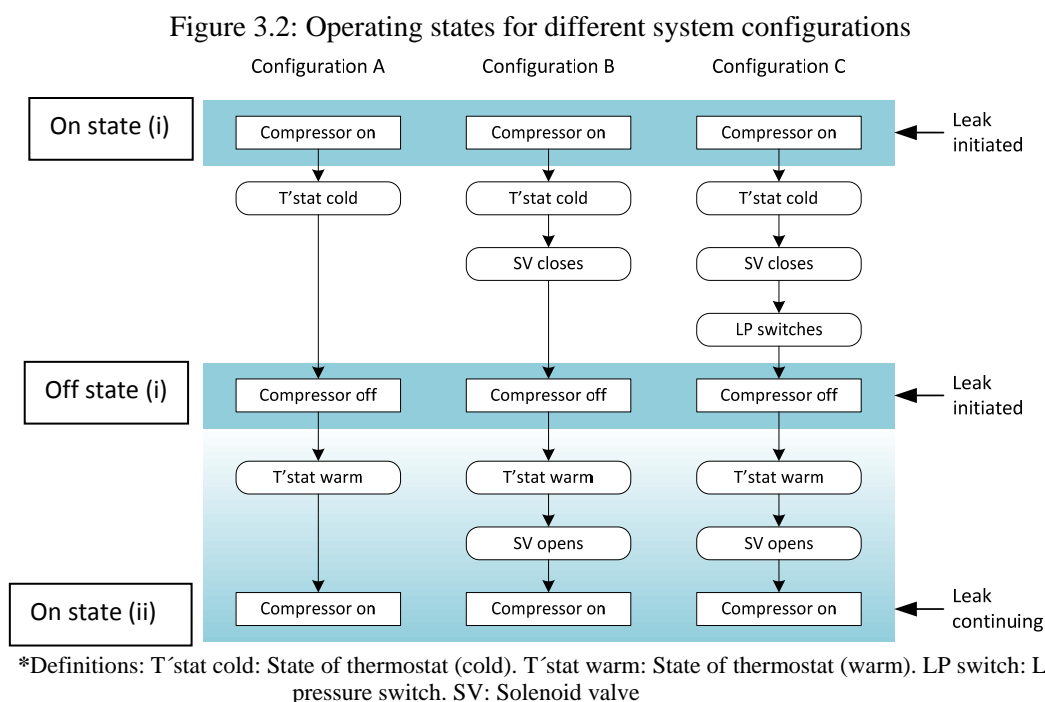 Figure 3.2: Operating states for different system configurations
Configuration A Configuration B Configuration C
On state (i) Compressor on Compressor on Compressor on Leak
initiated
T´stat cold T´stat cold T´stat cold
SV closes SV closes
LP switches
Off state (i) Compressor off Compressor off Compressor off Leak
initiated
T´stat warm T´stat warm T´stat warm
SV opens SV opens
On state (ii) Compressor on Compressor on Compressor on Leak
continuing
*Definitions: T´stat cold: State of thermostat (cold). T´stat warm: State of thermostat (warm). LP switch: L
pressure switch. SV: Solenoid valve